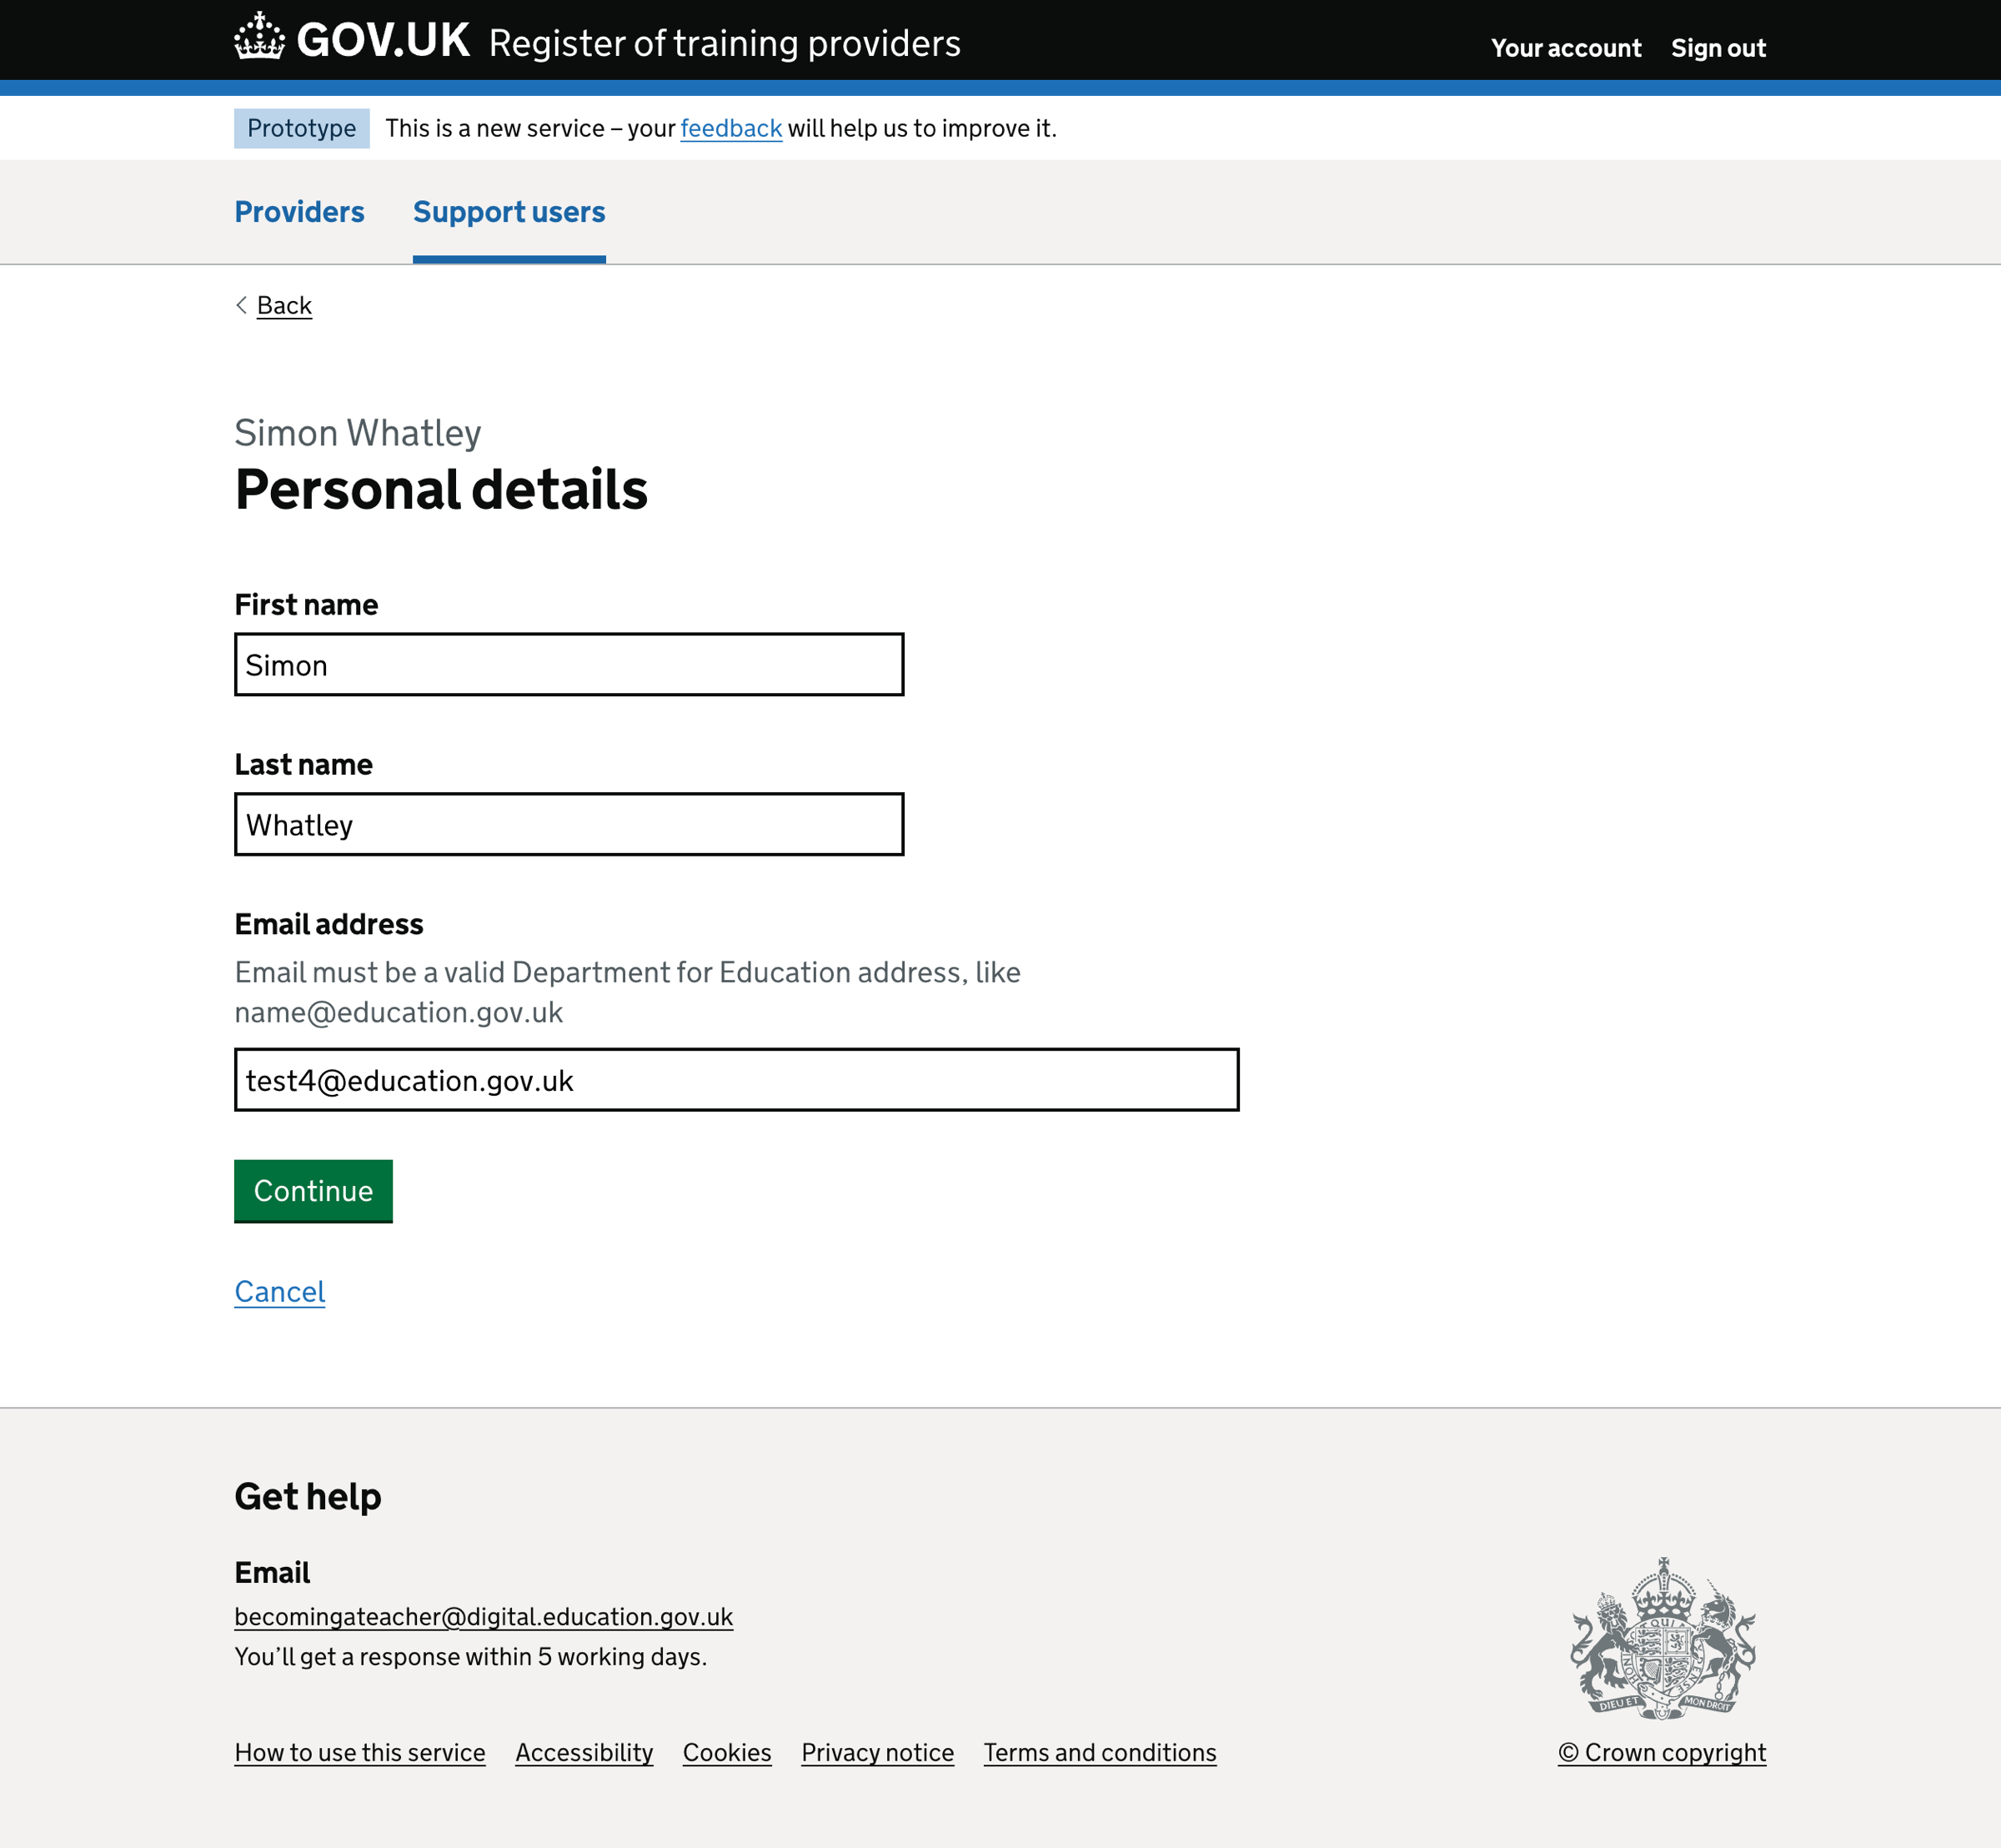 GOV.UK Register of training providers Your account Sign out
Prototype This is a new service – your feedback will help us to improve it.
Providers Support users
Back
Simon Whatley
Personal details
First name
Simon
Last name
Whatley
Email address
Email must be a valid Department for Education address, like
name@education.gov.uk
test4@education.gov.uk
Continue
Cancel
Get help
Email
becomingateacher@digital.education.gov.uk
You’ll get a response within 5 working days.
DIEU ET MON DROIT
How to use this service Accessibility Cookies Privacy notice Terms and conditions © Crown copyright